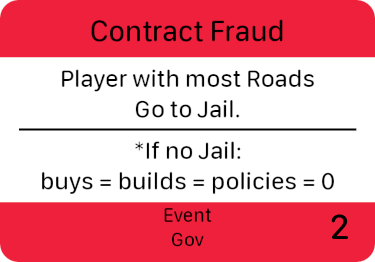 Contract Fraud
Player with most Roads
Go to Jail.
*If no Jail:
buys = builds = policies = 0
Event
Gov
2